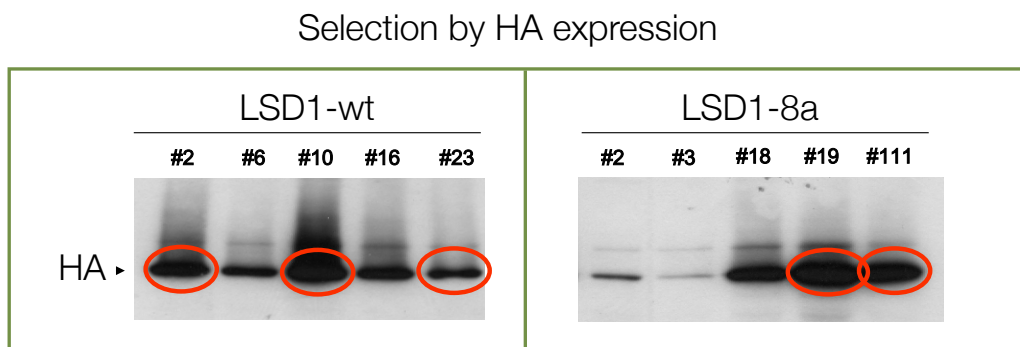 Selection by HA expression
LSD1-wt
#2 #6 #10 #16 #23
HA
LSD1-8a
#2 #3 #18 #19 #111